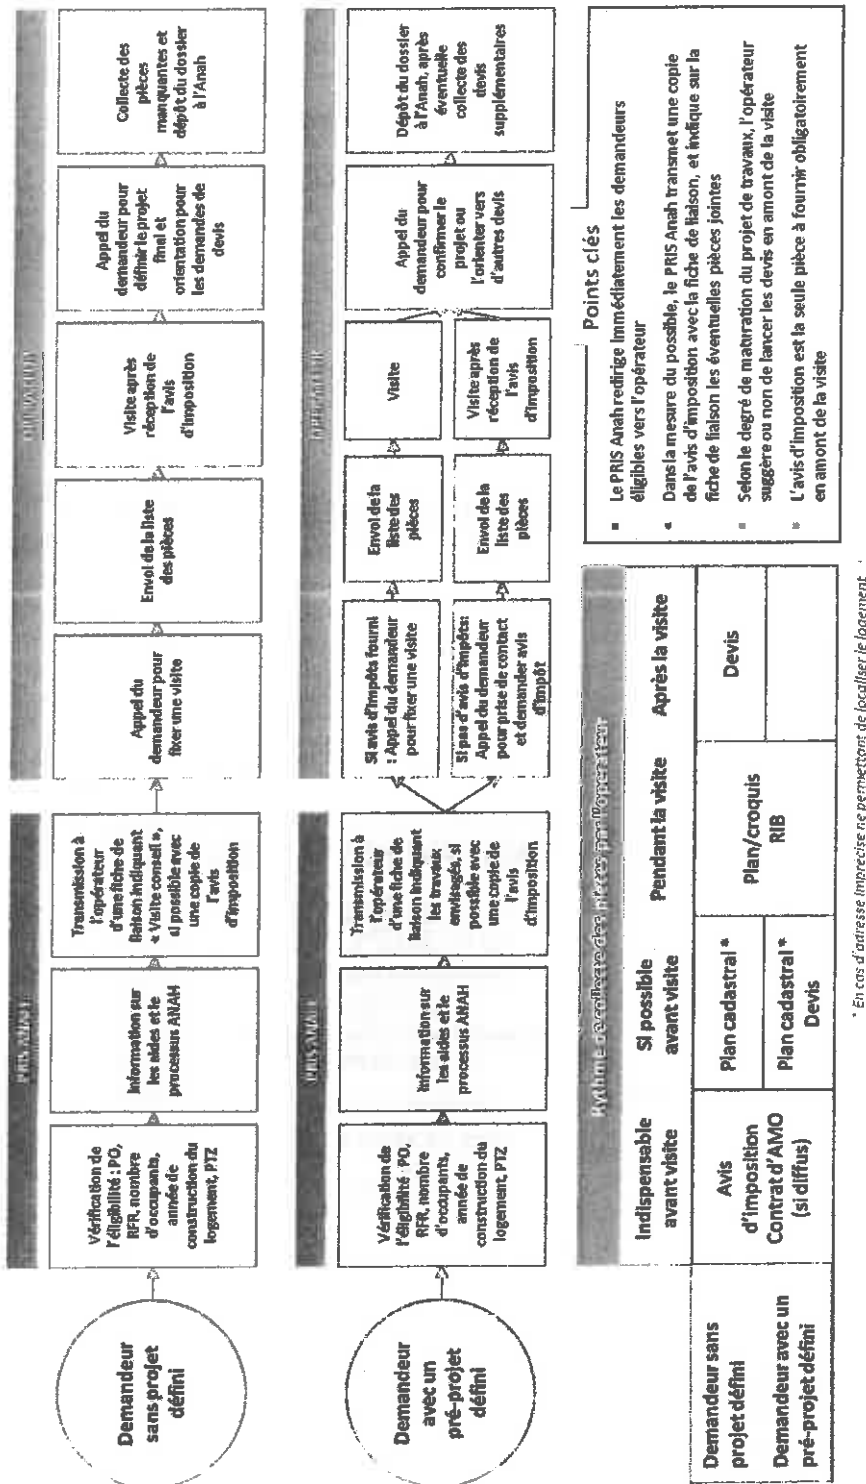 PRIS ANAH
OPERATEUR
Demandeur
sans projet
défini
Vérification de
l'éligibilité : PO,
RFR, nombre
d'occupants,
année de
construction du
logement, PTZ
Information sur
les aides et le
processus ANAH
Transmission à
l'opérateur
d'une fiche de
liaison indiquant
« Visite conseil »,
si possible avec
une copie de
l'avis
d'imposition
Appel du
demandeur pour
fixer une visite
Envoi de la liste
des pièces
Visite après
réception de
l'avis
d'imposition
Appel du
demandeur pour
définir le projet
final et
orientation pour
les demandes de
devis
Collecte des
pièces
manquantes et
dépôt du dossier
à l'Anah
PRIS ANAH
OPERATEUR
Demandeur
avec un
pré-projet
défini
Vérification de
l'éligibilité : PO,
RFR, nombre
d'occupants,
année de
construction du
logement, PTZ
Information sur
les aides et le
processus ANAH
Transmission à
l'opérateur
d'une fiche de
liaison indiquant
les travaux
envisagés, si
possible avec
une copie de
l'avis
d'imposition
Si avis d'impôts fourni
: Appel du demandeur
pour fixer une visite
Envoi de la
liste des
pièces
Visite
Si pas d'avis d'impôts:
Appel du demandeur
pour prise de contact
et demander avis
d'impôt
Envoi de la
liste des
pièces
Visite après
réception de
l'avis
d'imposition
Appel du
demandeur pour
confirmer le
projet ou
l'orienter vers
d'autres devis
Dépôt du dossier
à l'Anah, après
éventuelle
collecte des
devis
supplémentaires
Rythme de collecte des pièces par l'opérateur
Indispensable
avant visite
Si possible
avant visite
Pendant la visite
Après la visite
Demandeur sans
projet défini
Avis
d'imposition
Contrat d'AMO
(si diffus)
Plan cadastral *
Plan/croquis
RIB
Devis
Demandeur avec un
pré-projet défini
Plan cadastral *
Devis
* En cas d'adresse imprécise ne permettant de localiser le logement
Points clés
▪ Le PRIS Anah redirige immédiatement les demandeurs
éligibles vers l'opérateur
▪ Dans la mesure du possible, le PRIS Anah transmet une copie
de l'avis d'imposition avec la fiche de liaison, et indique sur la
fiche de liaison les éventuelles pièces jointes
▪ Selon le degré de maturation du projet de travaux, l'opérateur
suggère ou non de lancer les devis en amont de la visite
▪ L'avis d'imposition est la seule pièce à fournir obligatoirement
en amont de la visite